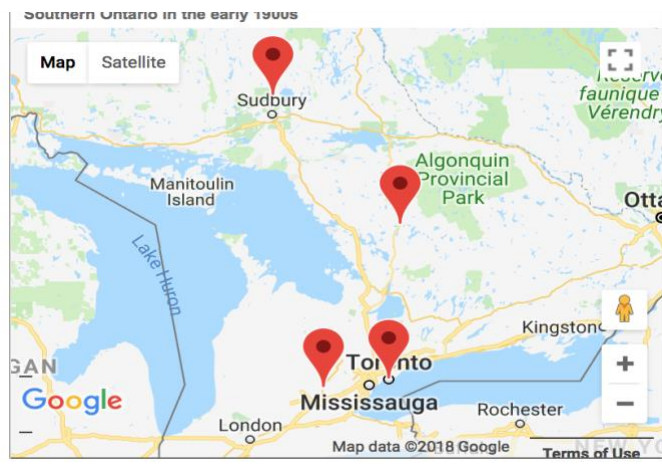 Southern Ontario in the early 1900s
Map Satellite
Sudbury
Réserve
faunique
Vérendry
Algonquin
Provincial
Park
Manitoulin
Island
Otta
Lake Huron
Kingston
Toronto
GAN
Google
Mississauga
London
Rochester
Map data ©2018 Google
NEW YO
Terms of Use